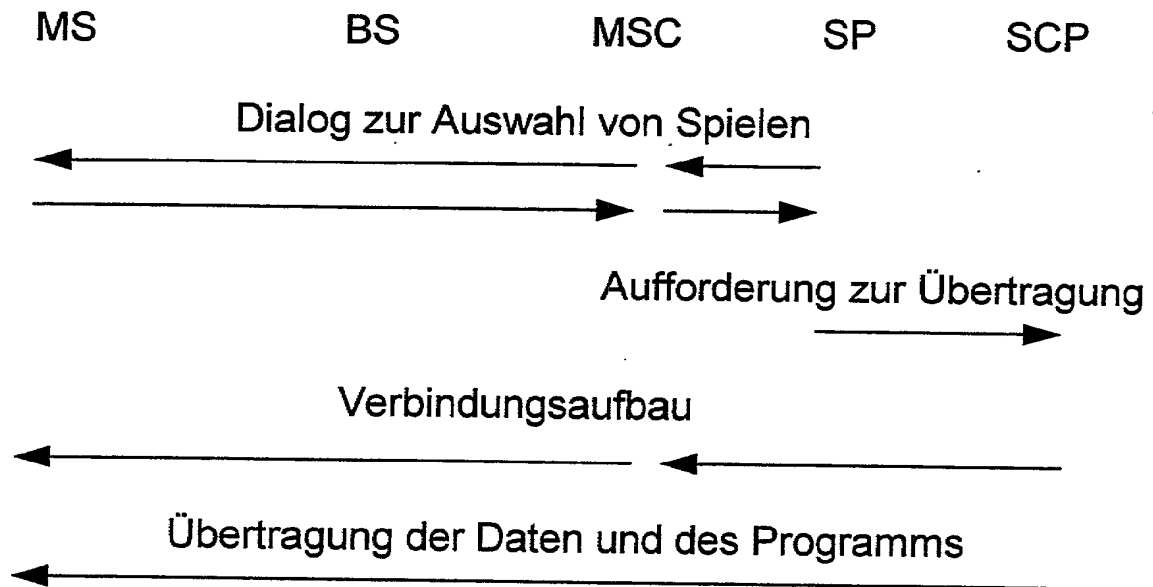 MS BS MSC SP SCP
Dialog zur Auswahl von Spielen
Aufforderung zur Übertragung
Verbindungsaufbau
Übertragung der Daten und des Programms